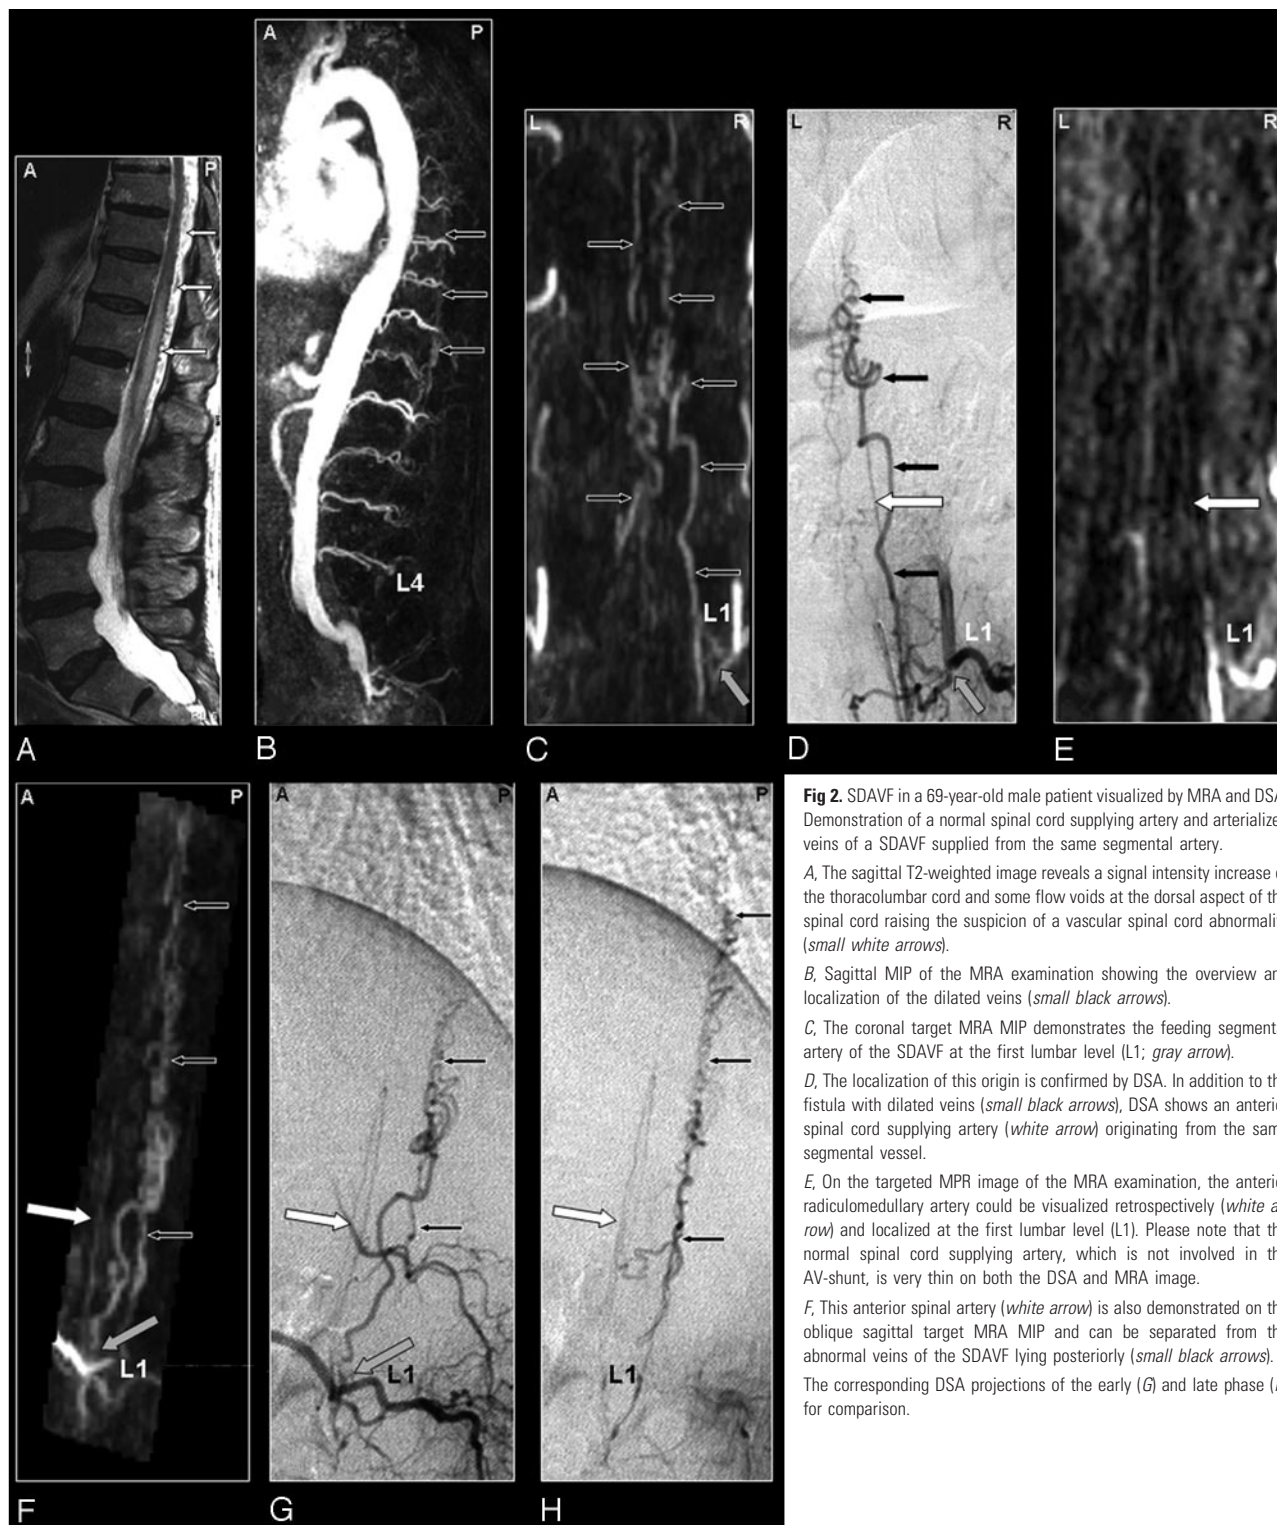 A P
A P
L R
L R
L R
L4
L1
L1
L1
A
B
C
D
E
A P
A P
A P
L1
L1
L1
F
G
H
Fig 2. SDAVF in a 69-year-old male patient visualized by MRA and DSA
Demonstration of a normal spinal cord supplying artery and arterialize
veins of a SDAVF supplied from the same segmental artery.
A, The sagittal T2-weighted image reveals a signal intensity increase
the thoracolumbar cord and some flow voids at the dorsal aspect of th
spinal cord raising the suspicion of a vascular spinal cord abnormali
(small white arrows).
B, Sagittal MIP of the MRA examination showing the overview an
localization of the dilated veins (small black arrows).
C, The coronal target MRA MIP demonstrates the feeding segment
artery of the SDAVF at the first lumbar level (L1; gray arrow).
D, The localization of this origin is confirmed by DSA. In addition to th
fistula with dilated veins (small black arrows), DSA shows an anteri
spinal cord supplying artery (white arrow) originating from the sam
segmental vessel.
E, On the targeted MPR image of the MRA examination, the anteri
radiculomedullary artery could be visualized retrospectively (white a
row) and localized at the first lumbar level (L1). Please note that th
normal spinal cord supplying artery, which is not involved in th
AV-shunt, is very thin on both the DSA and MRA image.
F, This anterior spinal artery (white arrow) is also demonstrated on th
oblique sagittal target MRA MIP and can be separated from th
abnormal veins of the SDAVF lying posteriorly (small black arrows).
The corresponding DSA projections of the early (G) and late phase (
for comparison.